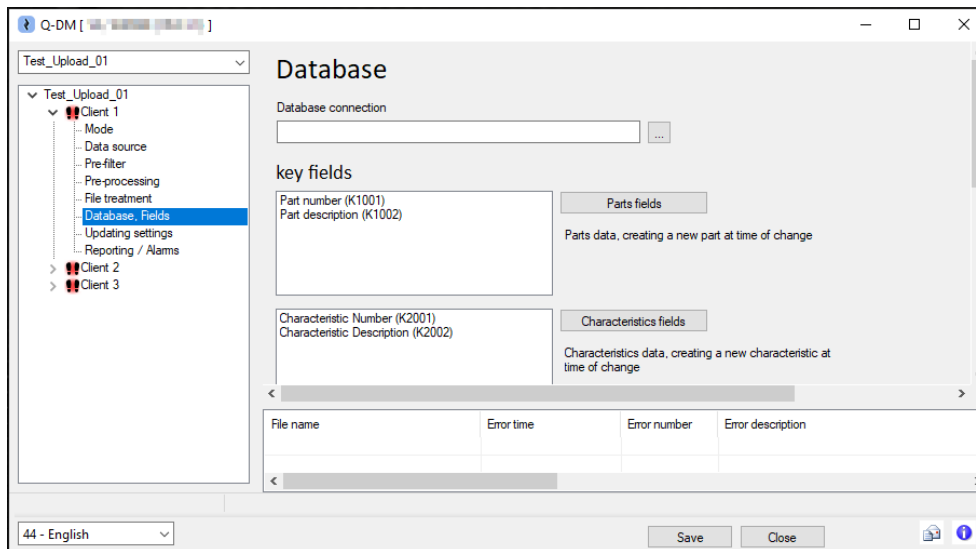 Q-DM [ ]
Test_Upload_01
Test_Upload_01
Client 1
Mode
Data source
Pre-filter
Pre-processing
File treatment
Database, Fields
Updating settings
Reporting / Alarms
Client 2
Client 3
Database
Database connection
...
key fields
Part number (K1001)
Part description (K1002)
Parts fields
Parts data, creating a new part at time of change
Characteristic Number (K2001)
Characteristic Description (K2002)
Characteristics fields
Characteristics data, creating a new characteristic at
time of change
File name Error time Error number Error description
44 - English
Save Close